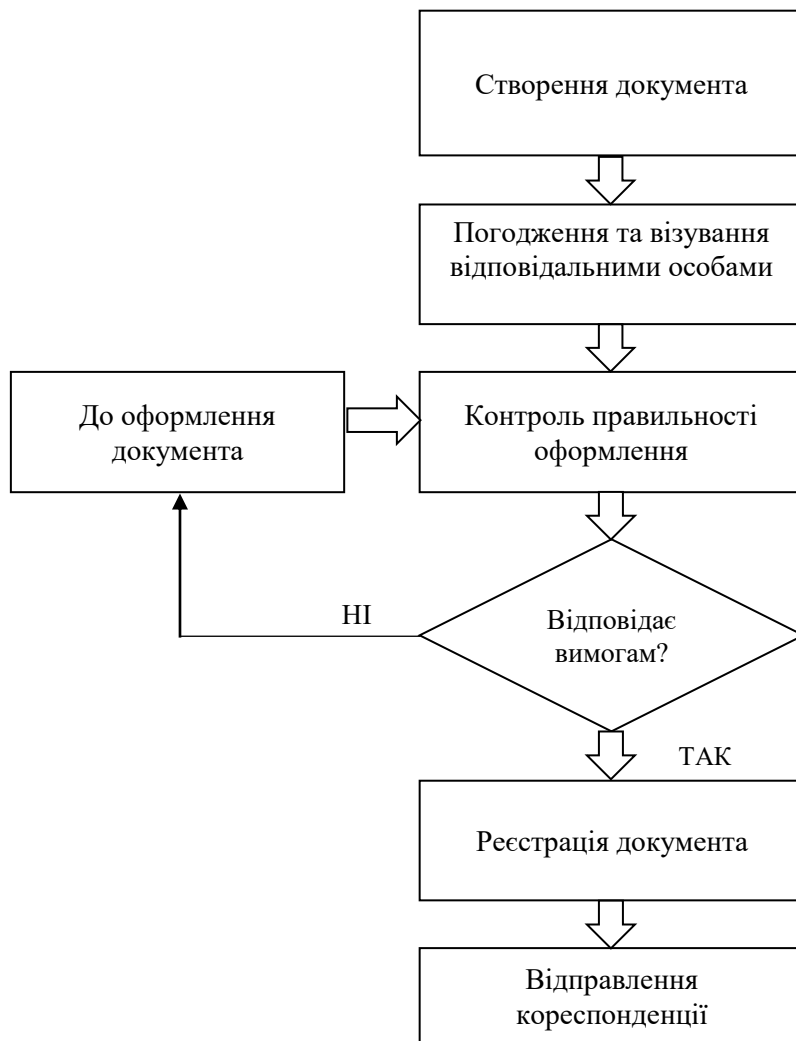 Створення документа
Погодження та візування
відповідальними особами
До оформлення
документа
Контроль правильності
оформлення
НІ
Відповідає
вимогам?
ТАК
Реєстрація документа
Відправлення
кореспонденції